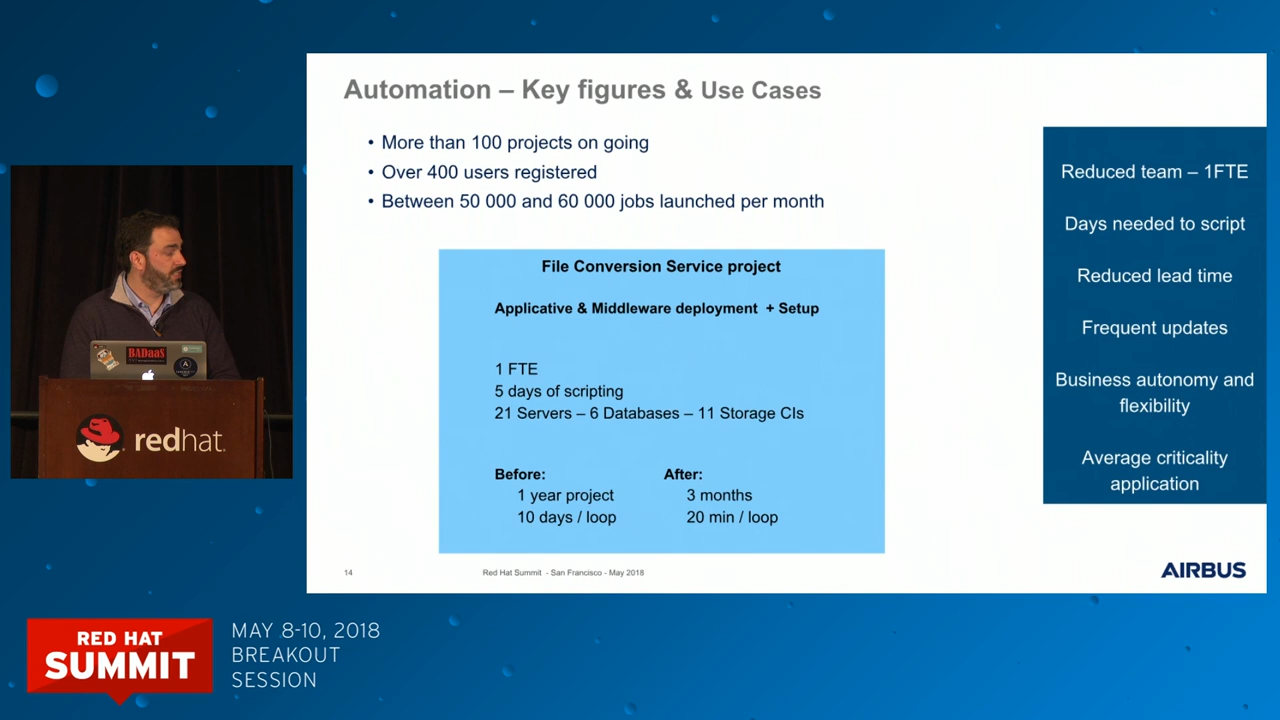 Automation – Key figures & Use Cases
• More than 100 projects on going
• Over 400 users registered
• Between 50 000 and 60 000 jobs launched per month
File Conversion Service project
Applicative & Middleware deployment + Setup
1 FTE
5 days of scripting
21 Servers – 6 Databases – 11 Storage CIs
Before: After:
1 year project 3 months
10 days / loop 20 min / loop
Reduced team – 1FTE
Days needed to script
Reduced lead time
Frequent updates
Business autonomy and
flexibility
Average criticality
application
14 Red Hat Summit - San Francisco - May 2018
AIRBUS
BADaaS
redhat.
RED HAT
SUMMIT
MAY 8-10, 2018
BREAKOUT
SESSION